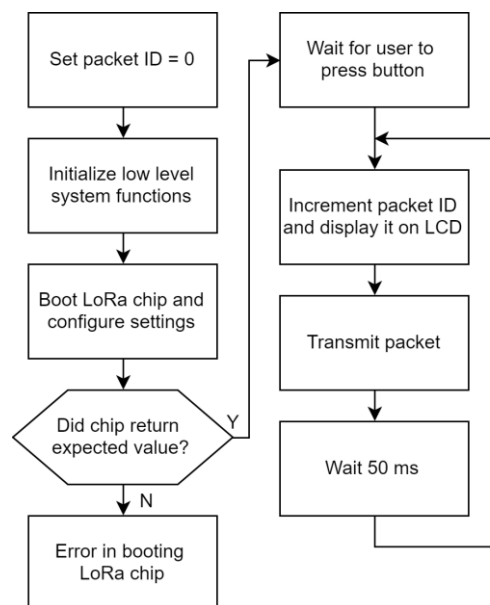 Set packet ID = 0
Initialize low level
system functions
Boot LoRa chip and
configure settings
Did chip return
expected value?
Y
N
Error in booting
LoRa chip
Wait for user to
press button
Increment packet ID
and display it on LCD
Transmit packet
Wait 50 ms